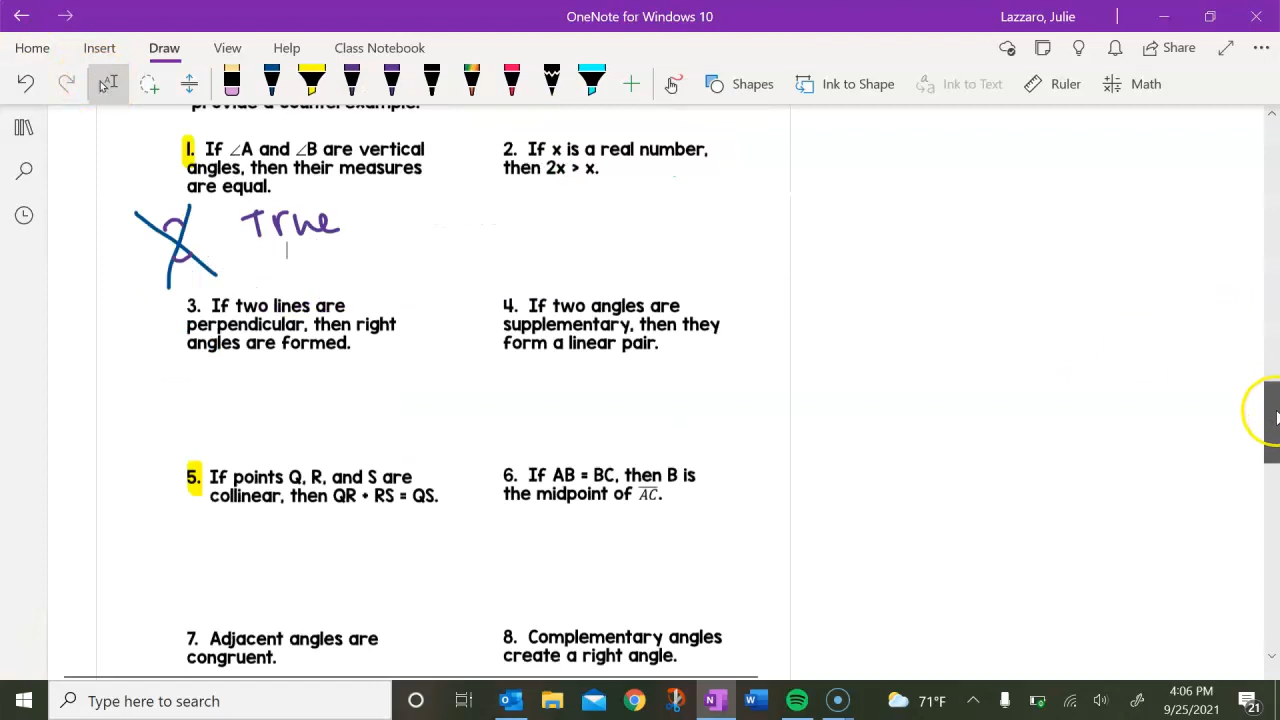 OneNote for Windows 10
Lazzaro, Julie
Home
Insert
Draw
View
Help
Class Notebook
Share
Shapes
Ink to Shape
Ink to Text
Ruler
Math
provide a counterexample.
1. If ∠A and ∠B are vertical
angles, then their measures
are equal.
True
2. If x is a real number,
then 2x > x.
3. If two lines are
perpendicular, then right
angles are formed.
4. If two angles are
supplementary, then they
form a linear pair.
5. If points Q, R, and S are
collinear, then QR + RS = QS.
6. If AB = BC, then B is
the midpoint of AC.
7. Adjacent angles are
congruent.
8. Complementary angles
create a right angle.
Type here to search
71°F
4:06 PM
9/25/2021
21